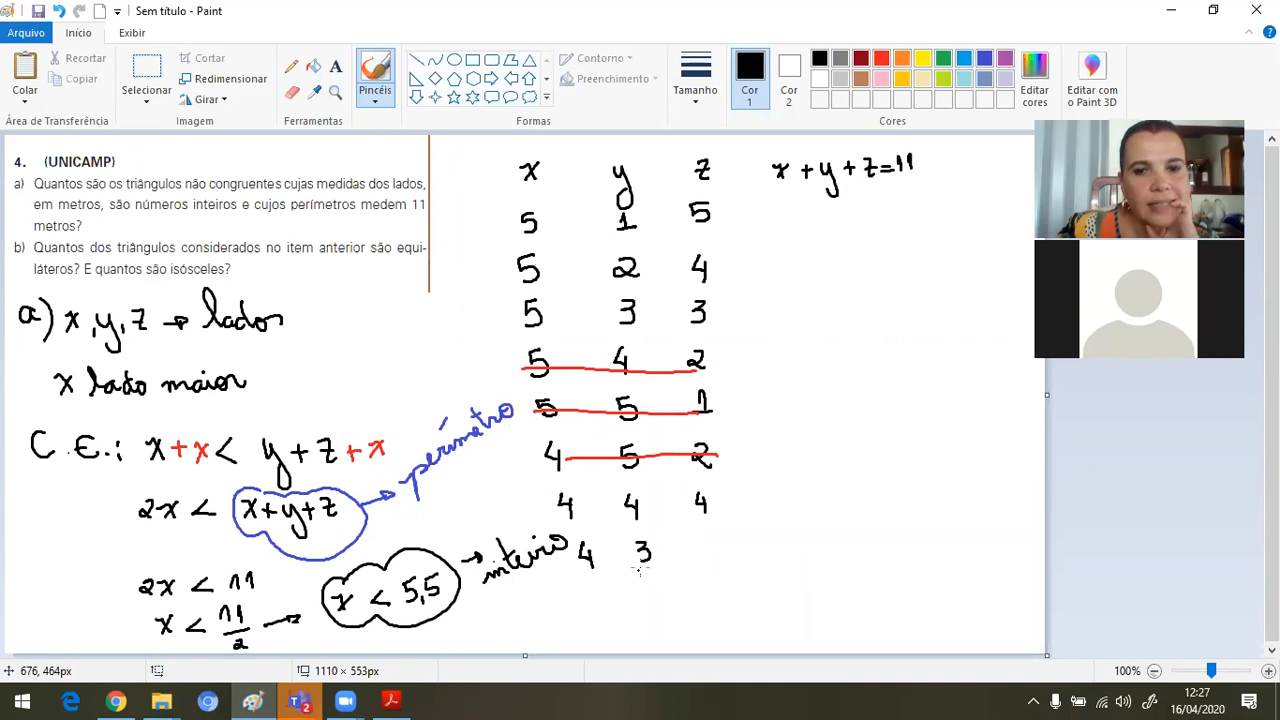 Sem título - Paint
Arquivo Início Exibir
Colar
Recortar
Copiar
Área de Transferência
Selecionar
Cortar
Redimensionar
Girar
Imagem
A
Ferramentas
Pincéis
Contorno
Preenchimento
Formas
Tamanho
Cor 1
Cor 2
Cores
Editar cores
Editar com o Paint 3D
4. (UNICAMP)
a) Quantos são os triângulos não congruentes cujas medidas dos lados,
em metros, são números inteiros e cujos perímetros medem 11
metros?
b) Quantos dos triângulos considerados no item anterior são equi-
láteros? E quantos são isósceles?
a) x, y, z → lados
x lado maior
C.E.: x + x < y + z + x
2x < x+y+z → perímetro
2x < 11
x < 11/2 → x < 5,5 → inteiro
x y z
5 1 5
5 2 4
5 3 3
5 4 2
5 5 1
4 5 2
4 4 4
4 3
x + y + z = 11
676, 464px
1110 × 553px
100%
12:27
16/04/2020